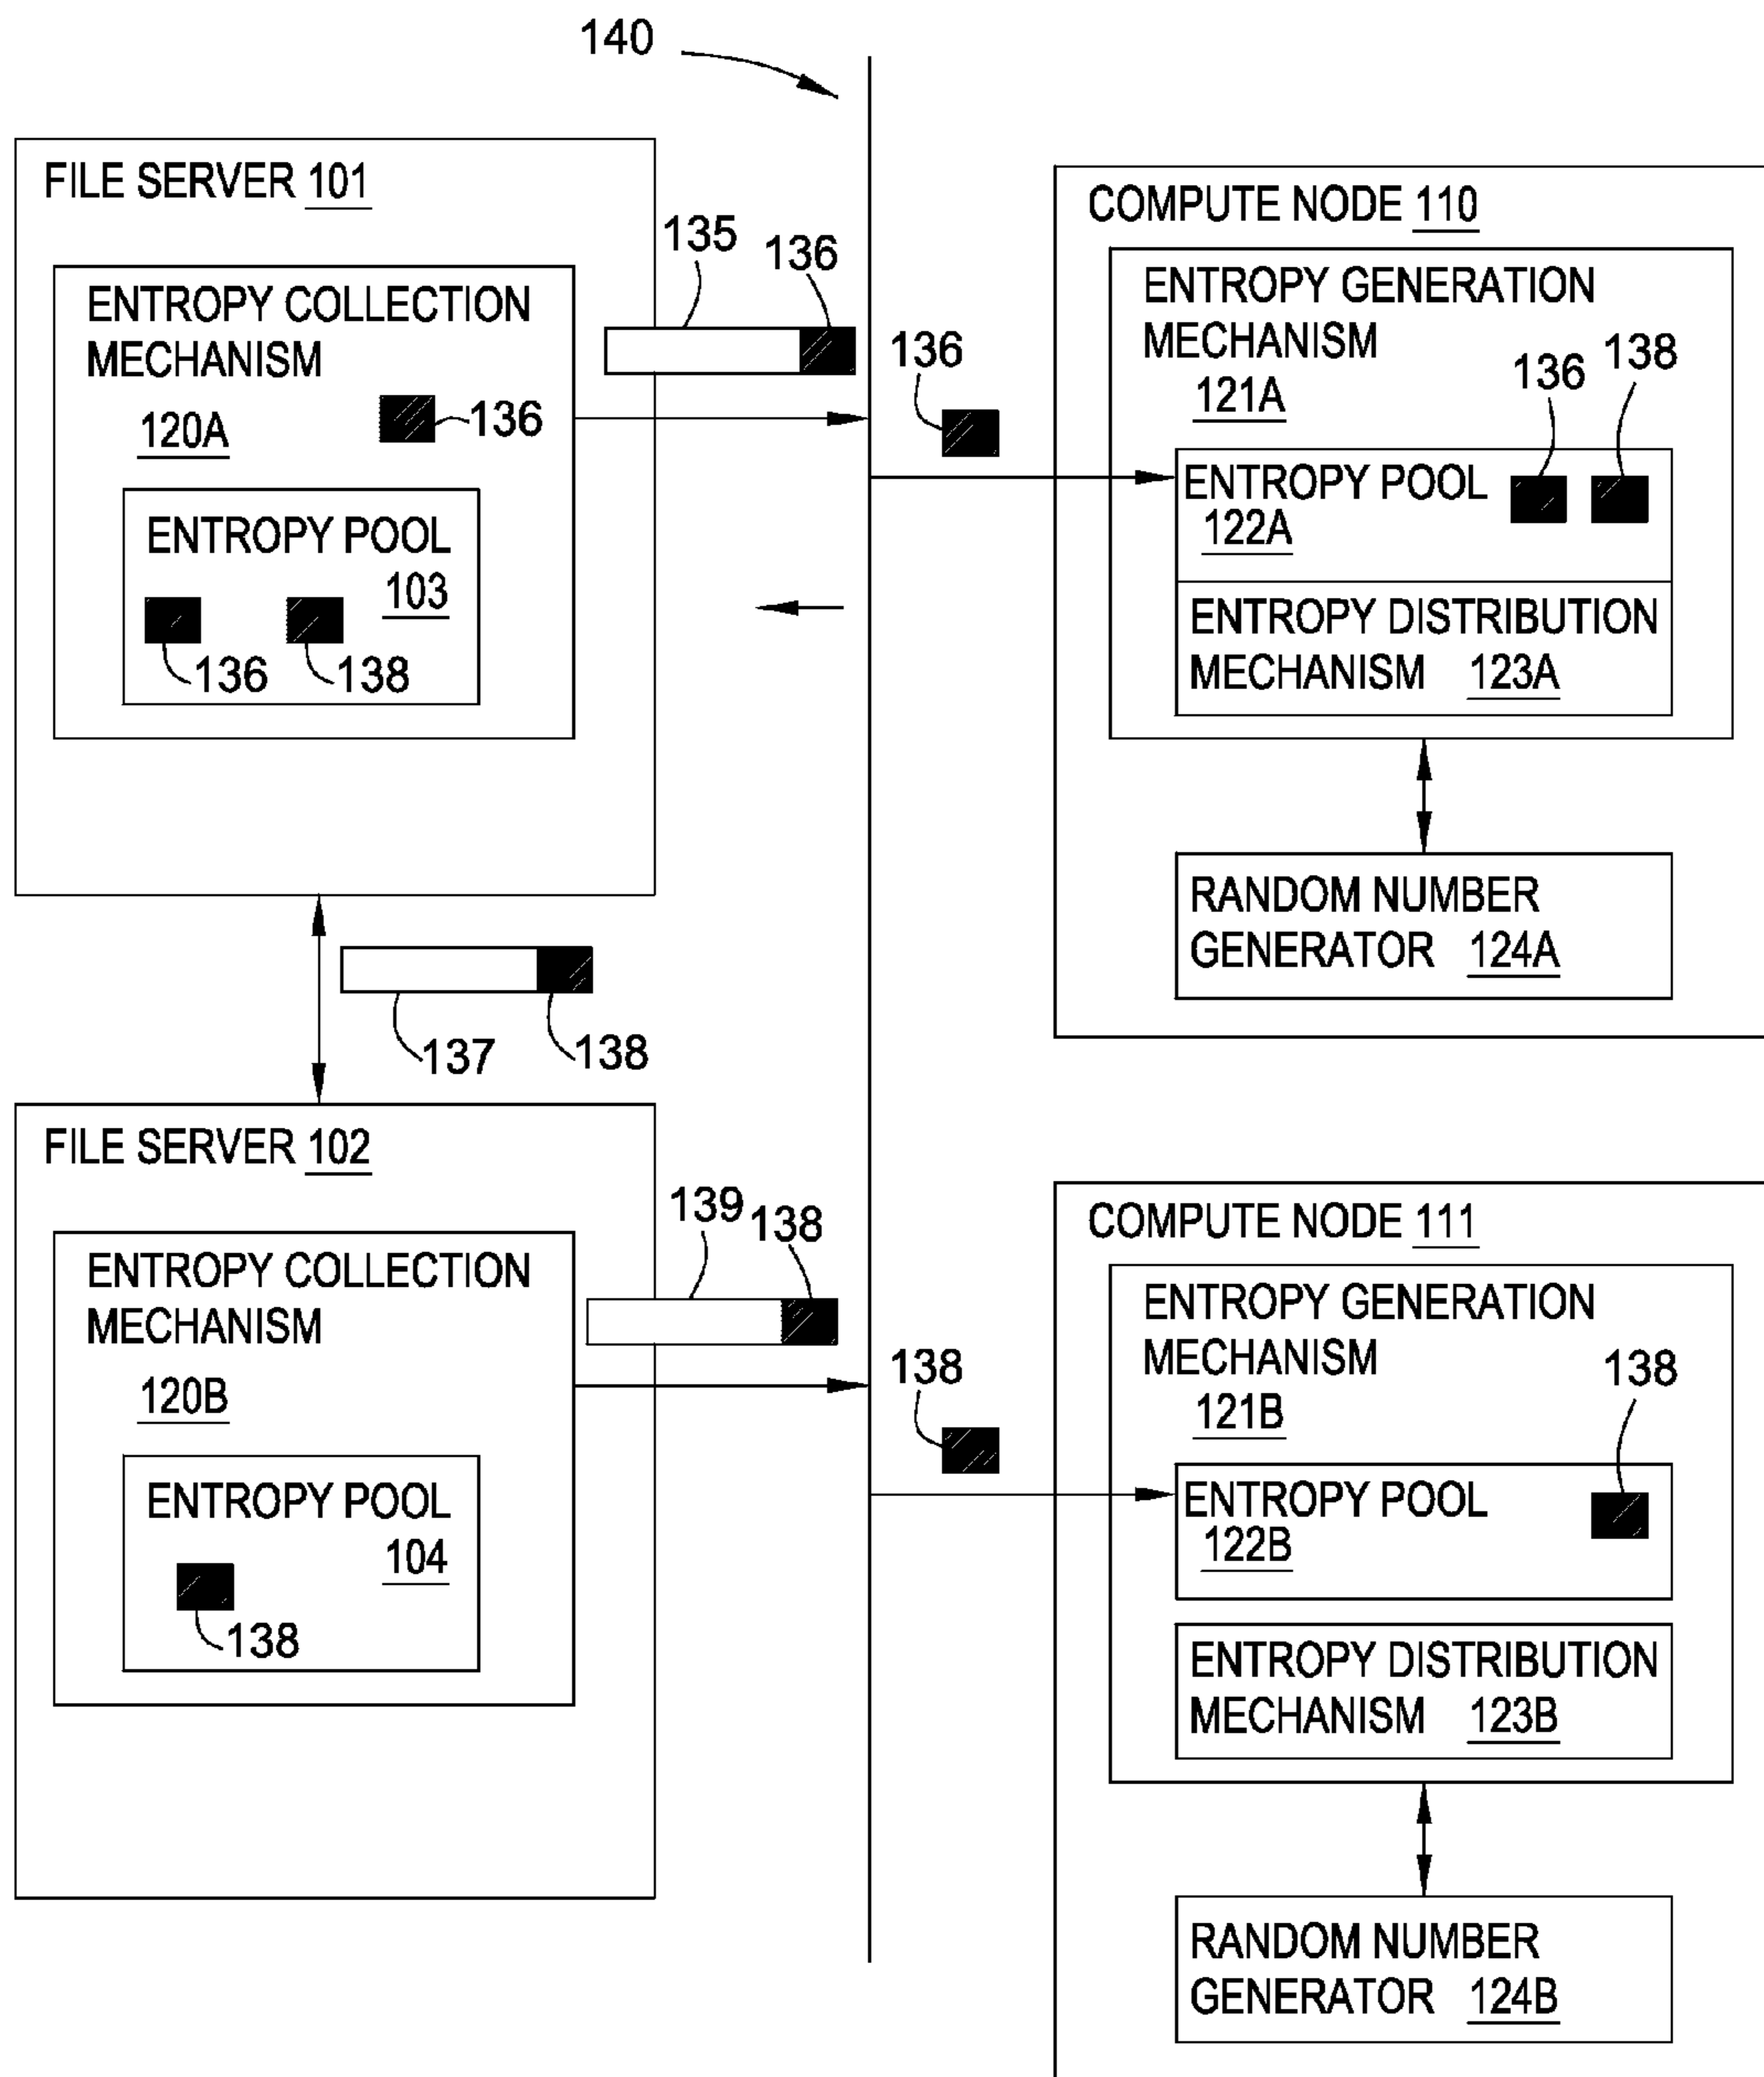 140
FILE SERVER 101
ENTROPY COLLECTION
MECHANISM
120A
136
ENTROPY POOL
103
136
138
135
136
136
COMPUTE NODE 110
ENTROPY GENERATION
MECHANISM
121A
136
138
ENTROPY POOL
122A
ENTROPY DISTRIBUTION
MECHANISM 123A
RANDOM NUMBER
GENERATOR 124A
137
138
FILE SERVER 102
ENTROPY COLLECTION
MECHANISM
120B
ENTROPY POOL
104
138
139
138
138
COMPUTE NODE 111
ENTROPY GENERATION
MECHANISM
121B
138
ENTROPY POOL
122B
ENTROPY DISTRIBUTION
MECHANISM 123B
RANDOM NUMBER
GENERATOR 124B